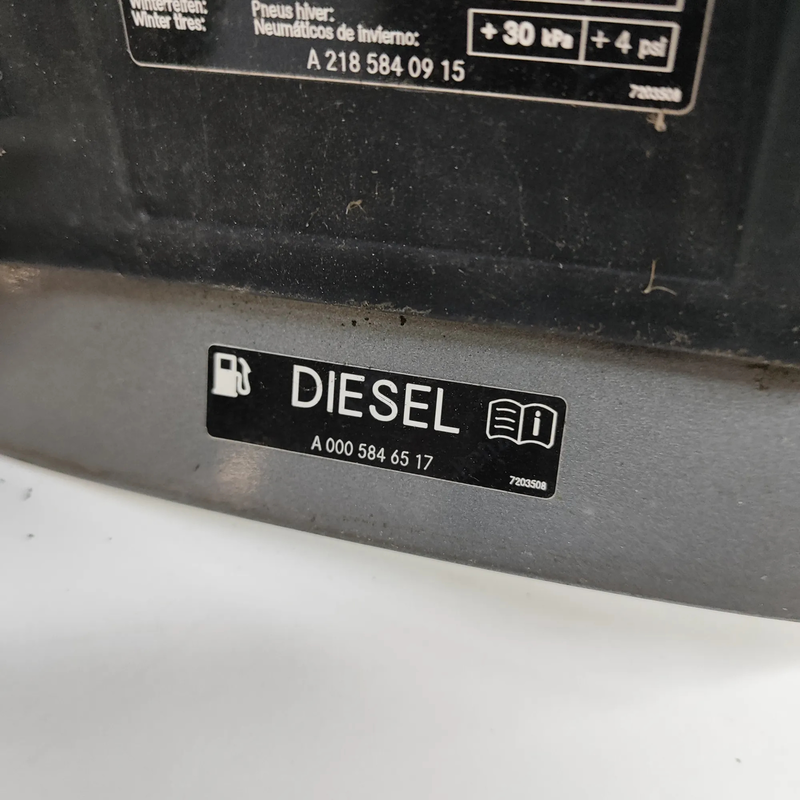 Winterreifen:
Winter tires:
Pneus hiver:
Neumáticos de invierno:
+ 30 kPa
+ 4 psi
A 218 584 09 15
7203508
DIESEL
i
A 000 584 65 17
7203508